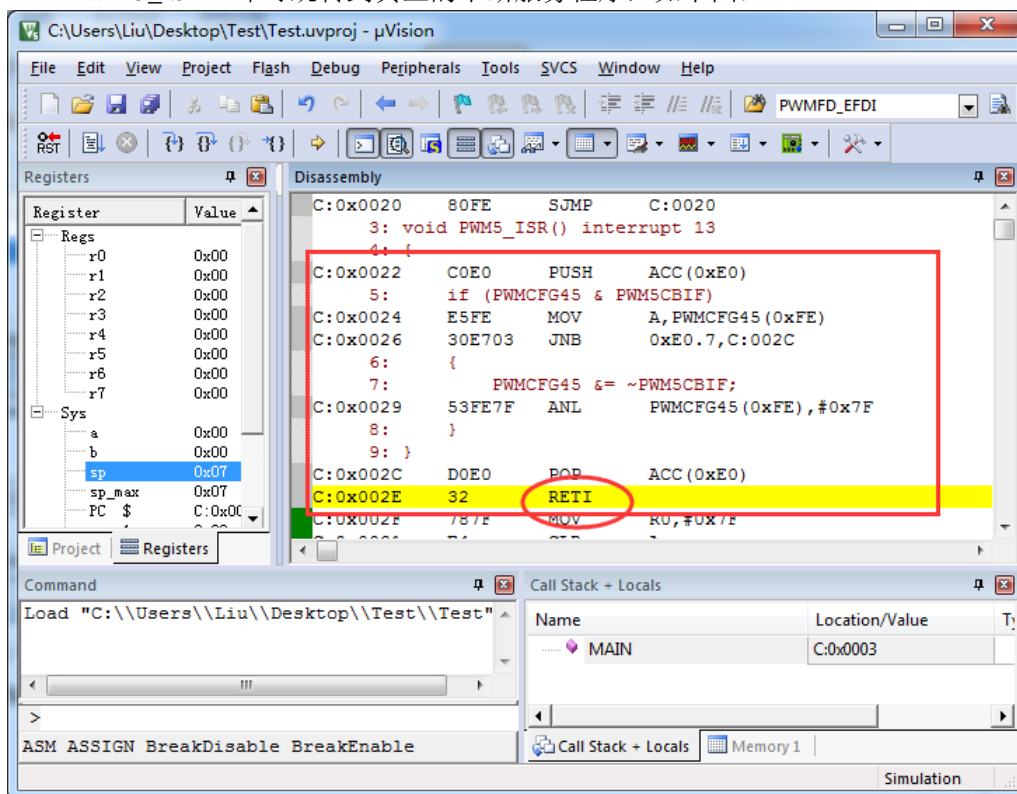 C:\Users\Liu\Desktop\Test\Test.uvproj - µVision
File Edit View Project Flash Debug Peripherals Tools SVCS Window Help
PWMFD_EFDI
RST
Registers
Disassembly
Register Value
Regs
r0 0x00
r1 0x00
r2 0x00
r3 0x00
r4 0x00
r5 0x00
r6 0x00
r7 0x00
Sys
a 0x00
b 0x00
sp 0x07
sp_max 0x07
PC $ C:0x00
C:0x0020 80FE SJMP C:0020
3: void PWM5_ISR() interrupt 13
4: {
C:0x0022 C0E0 PUSH ACC(0xE0)
5: if (PWMCFG45 & PWM5CBIF)
C:0x0024 E5FE MOV A,PWMCFG45(0xFE)
C:0x0026 30E703 JNB 0xE0.7,C:002C
6: {
7: PWMCFG45 &= ~PWM5CBIF;
C:0x0029 53FE7F ANL PWMCFG45(0xFE),#0x7F
8: }
9: }
C:0x002C D0E0 POP ACC(0xE0)
C:0x002E 32 RETI
C:0x002F 787F MOV R0,#0x7F
Project Registers
Command
Load "C:\\Users\\Liu\\Desktop\\Test\\Test"
>
ASM ASSIGN BreakDisable BreakEnable
Call Stack + Locals
Name Location/Value
MAIN C:0x0003
Call Stack + Locals Memory 1
Simulation